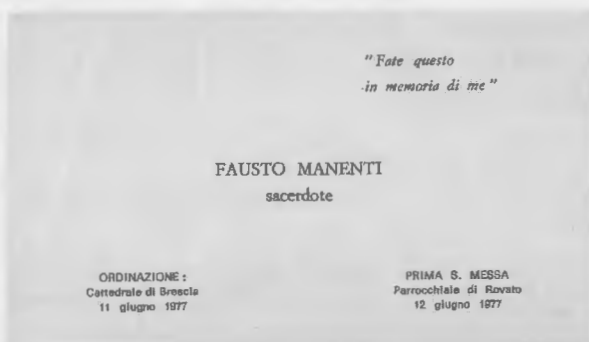 "Fate questo
in memoria di me"
FAUSTO MANENTI
sacerdote
ORDINAZIONE :
Cattedrale di Brescia
11 giugno 1977
PRIMA S. MESSA
Parrocchiale di Rovato
12 giugno 1977